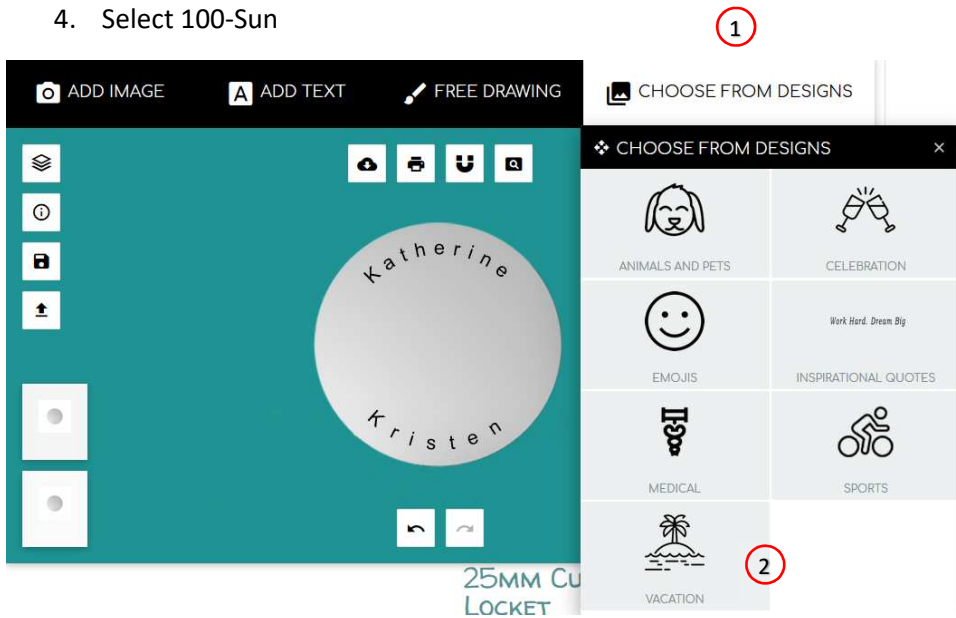 4. Select 100-Sun
1
ADD IMAGE
A ADD TEXT
FREE DRAWING
CHOOSE FROM DESIGNS
CHOOSE FROM DESIGNS ×
ANIMALS AND PETS
CELEBRATION
EMOJIS
Work Hard. Dream Big
INSPIRATIONAL QUOTES
MEDICAL
SPORTS
VACATION
2
Katherine
Kristen
25MM CU
LOCKET